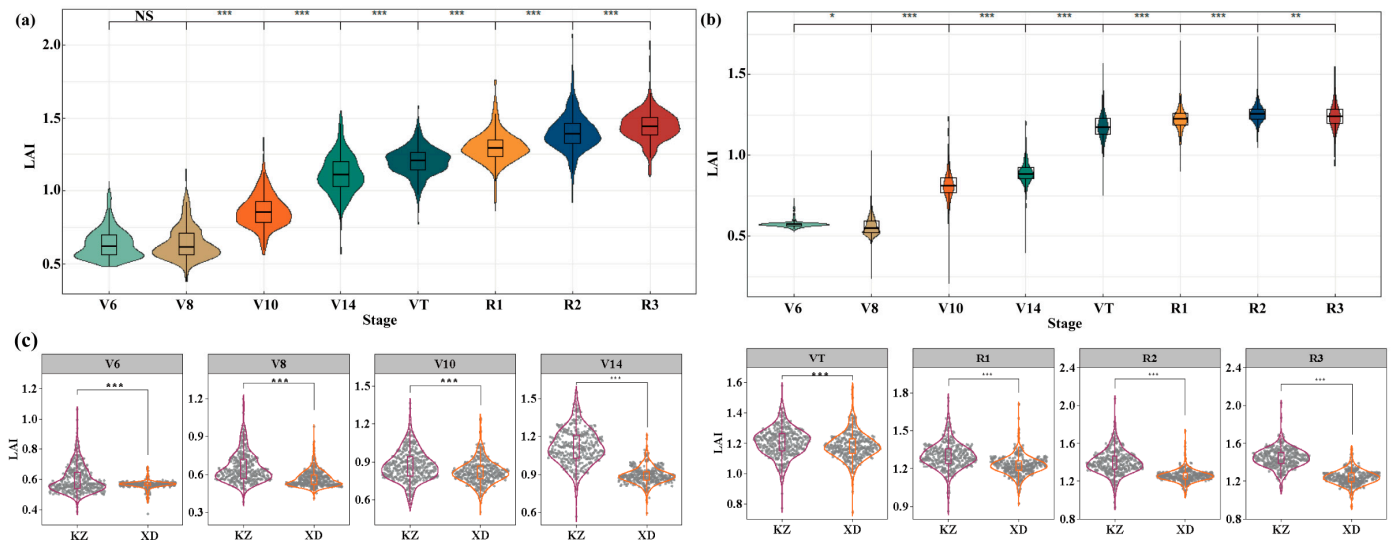 (a)
NS *** *** *** *** *** ***
2.0
1.5
1.0
0.5
LAI
V6 V8 V10 V14 VT R1 R2 R3
Stage
(b)
* *** *** *** *** *** **
1.5
1.0
0.5
LAI
V6 V8 V10 V14 VT R1 R2 R3
Stage
(c)
V6
***
1.2
1.0
0.8
0.6
0.4
LAI
KZ XD
V8
***
1.2
0.9
0.6
0.3
KZ XD
V10
***
1.5
1.2
0.9
0.6
KZ XD
V14
***
1.5
1.2
0.9
0.6
KZ XD
VT
***
1.6
1.4
1.2
1.0
0.8
LAI
KZ XD
R1
***
1.8
1.5
1.2
0.9
KZ XD
R2
***
2.4
2.0
1.6
1.2
0.8
KZ XD
R3
***
2.4
2.1
1.8
1.5
1.2
0.9
KZ XD